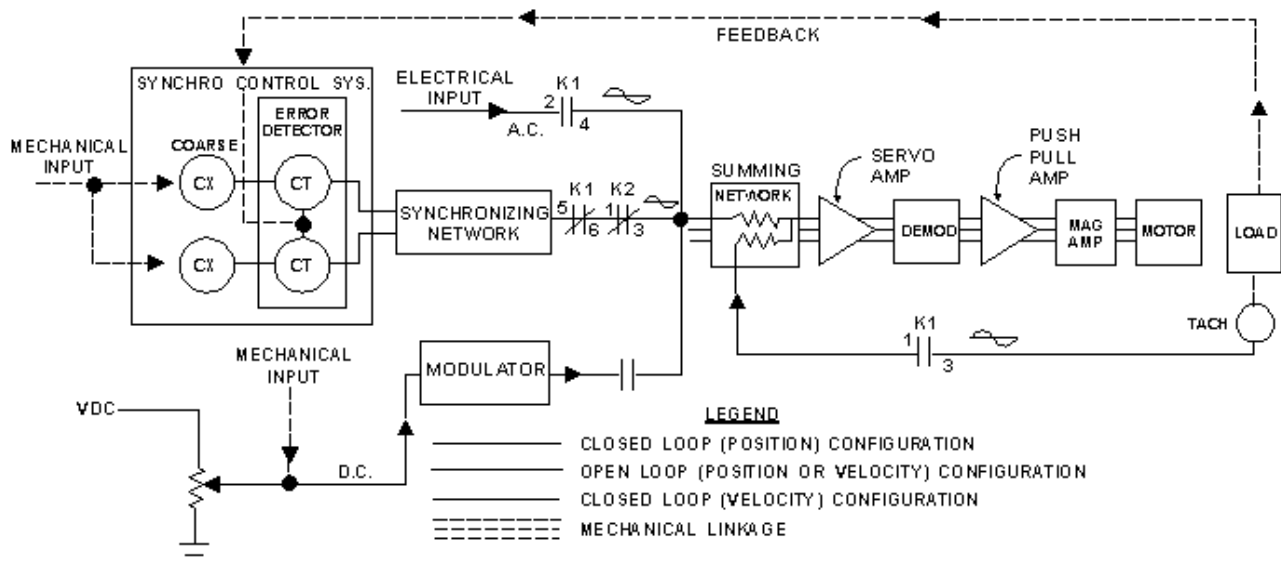 FEEDBACK
SYNCHRO CONTROL SYS.
ELECTRICAL
INPUT
K1
2
4
A.C.
ERROR
DETECTOR
MECHANICAL
INPUT
COARSE
CX
CT
CX
CT
SYNCHRONIZING
NETWORK
K1
5
6
K2
1
3
SUMMING
NETWORK
SERVO
AMP
PUSH
PULL
AMP
DEMOD
MAG
AMP
MOTOR
LOAD
TACH
K1
1
3
MECHANICAL
INPUT
MODULATOR
VDC
D.C.
LEGEND
CLOSED LOOP (POSITION) CONFIGURATION
OPEN LOOP (POSITION OR VELOCITY) CONFIGURATION
CLOSED LOOP (VELOCITY) CONFIGURATION
MECHANICAL LINKAGE